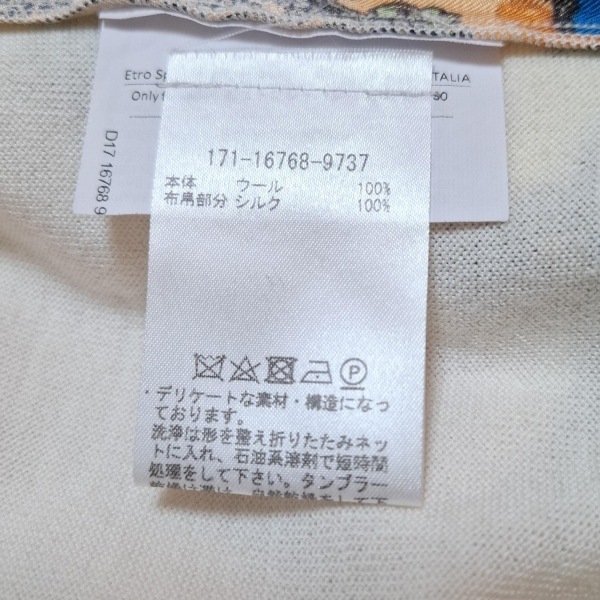 Etro Sp
TALIA
Only f
D17 16768 9
171-16768-9737
本体 ウール 100%
布帛部分 シルク 100%
P
・デリケートな素材・構造になっ
ております。
洗浄は形を整え折りたたみネッ
トに入れ、石油系溶剤で短時間
処理をして下さい。タンブラー